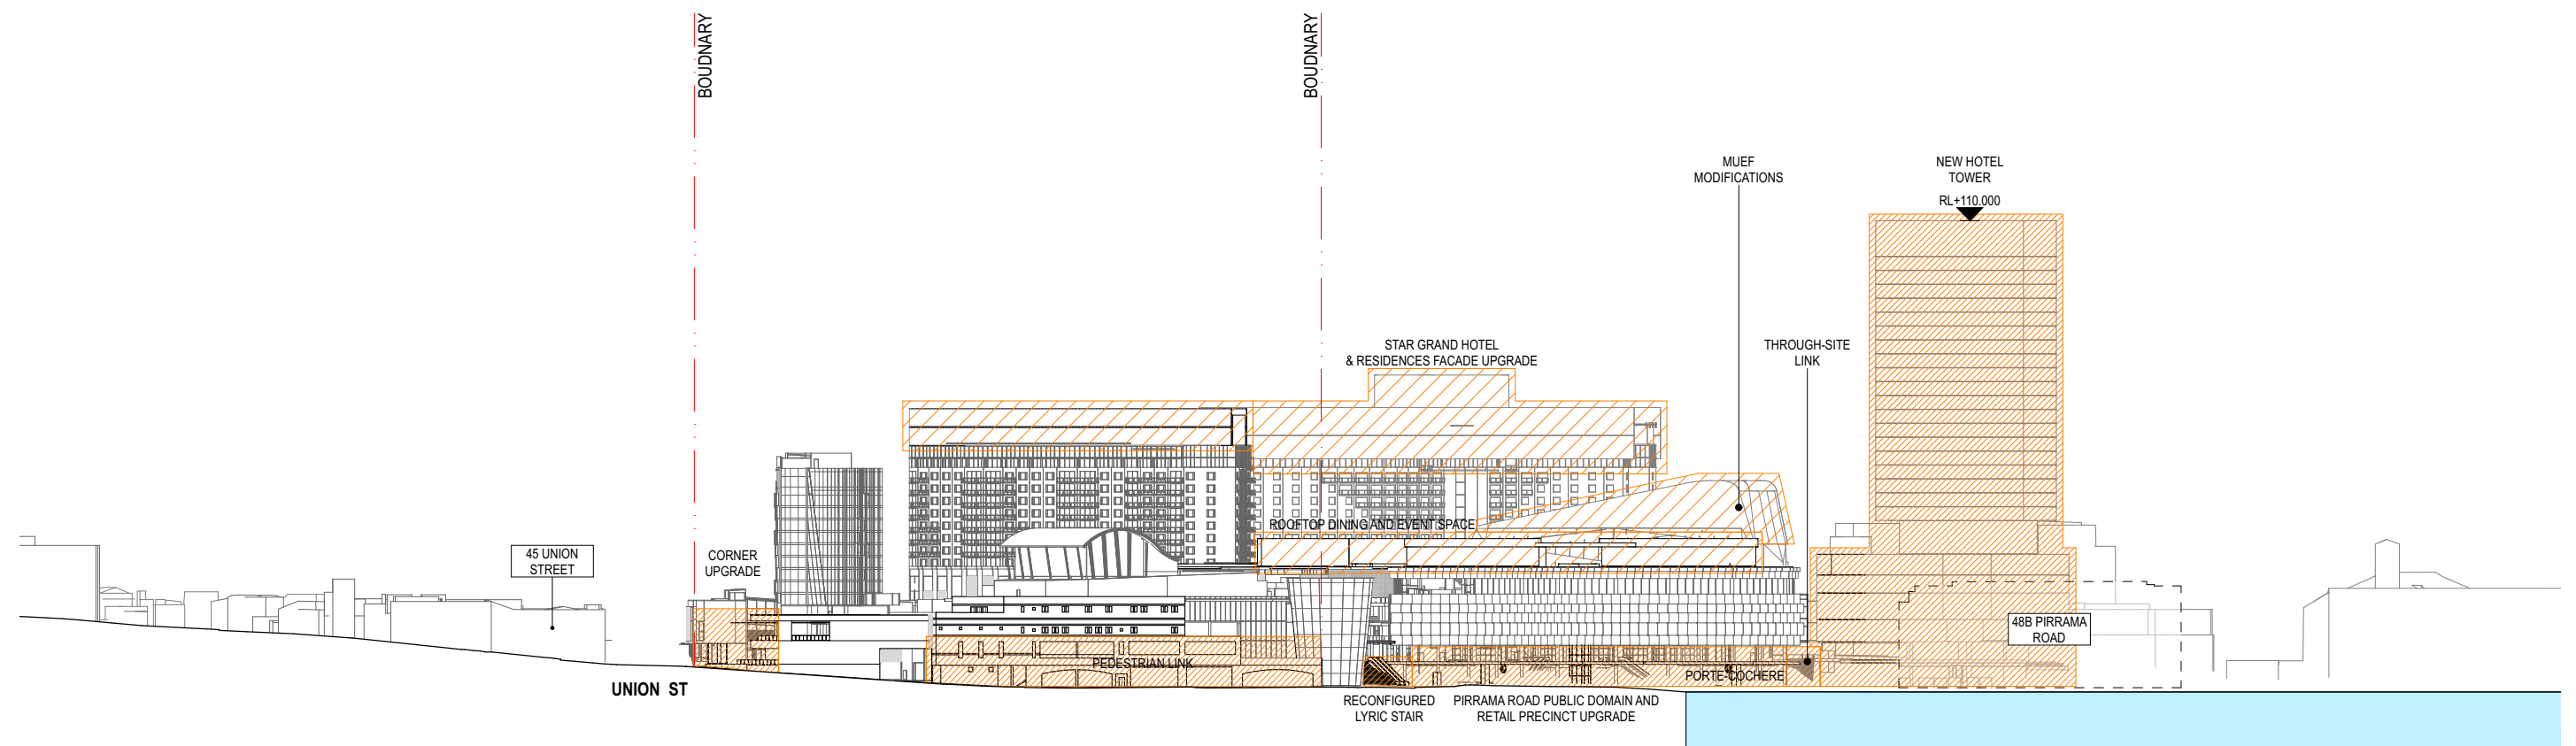 BOUDNARY
BOUDNARY
MUEF
MODIFICATIONS
NEW HOTEL
TOWER
RL+110.000
STAR GRAND HOTEL
& RESIDENCES FACADE UPGRADE
THROUGH-SITE
LINK
ROOFTOP DINING AND EVENT SPACE
45 UNION
STREET
CORNER
UPGRADE
48B PIRRAMA
ROAD
PEDESTRIAN LINK
PORTE-COCHERE
UNION ST
RECONFIGURED
LYRIC STAIR
PIRRAMA ROAD PUBLIC DOMAIN AND
RETAIL PRECINCT UPGRADE